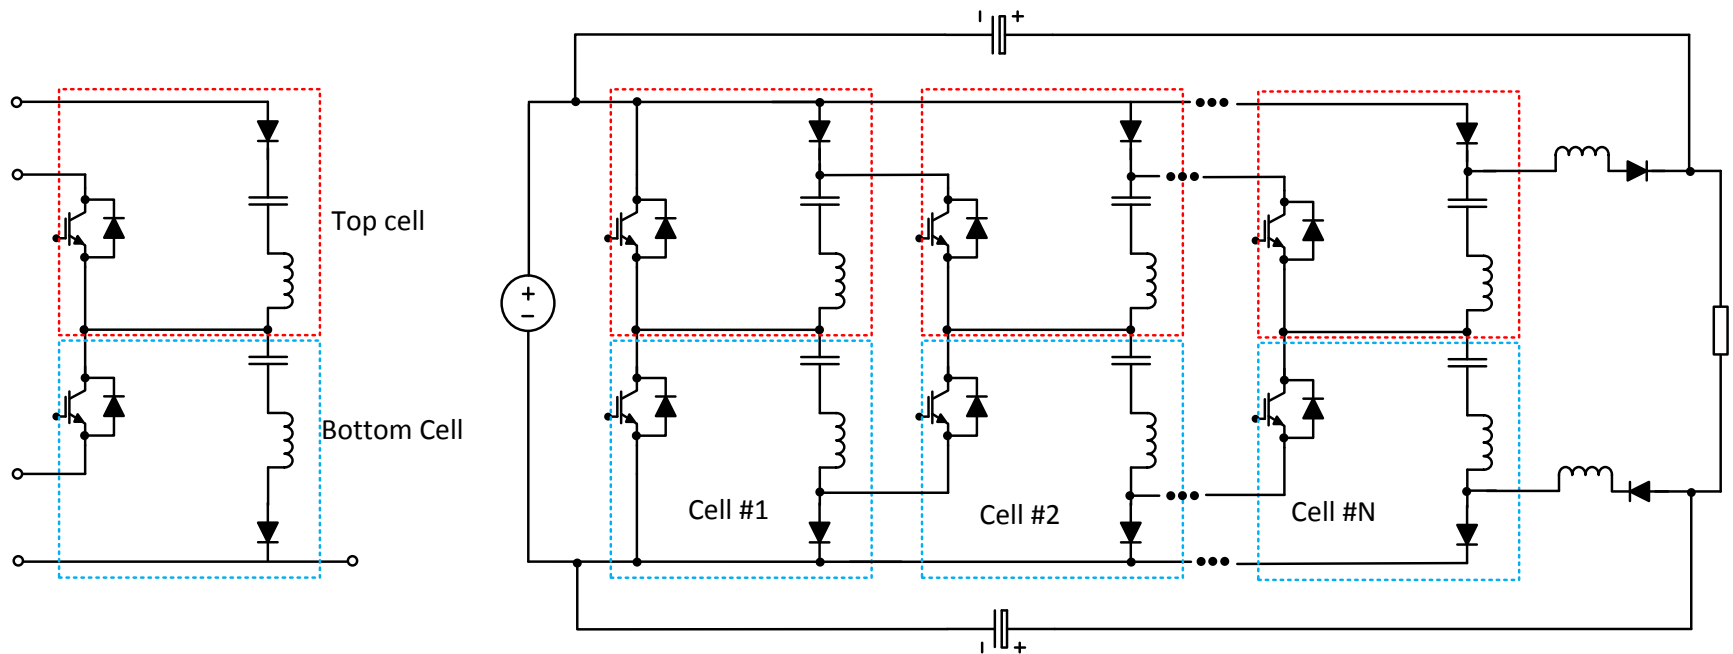 - +
Top cell
+
-
Bottom Cell
Cell #1
Cell #2
Cell #N
- +